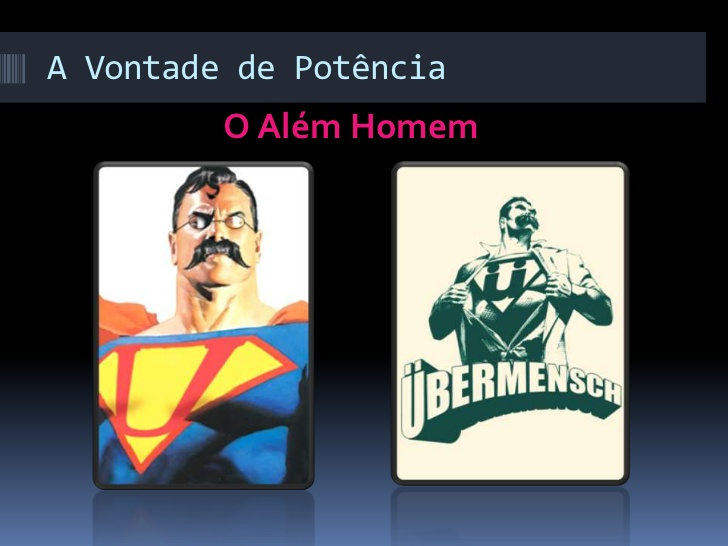 A Vontade de Potência
O Além Homem
U
Ü
ÜBERMENSCH